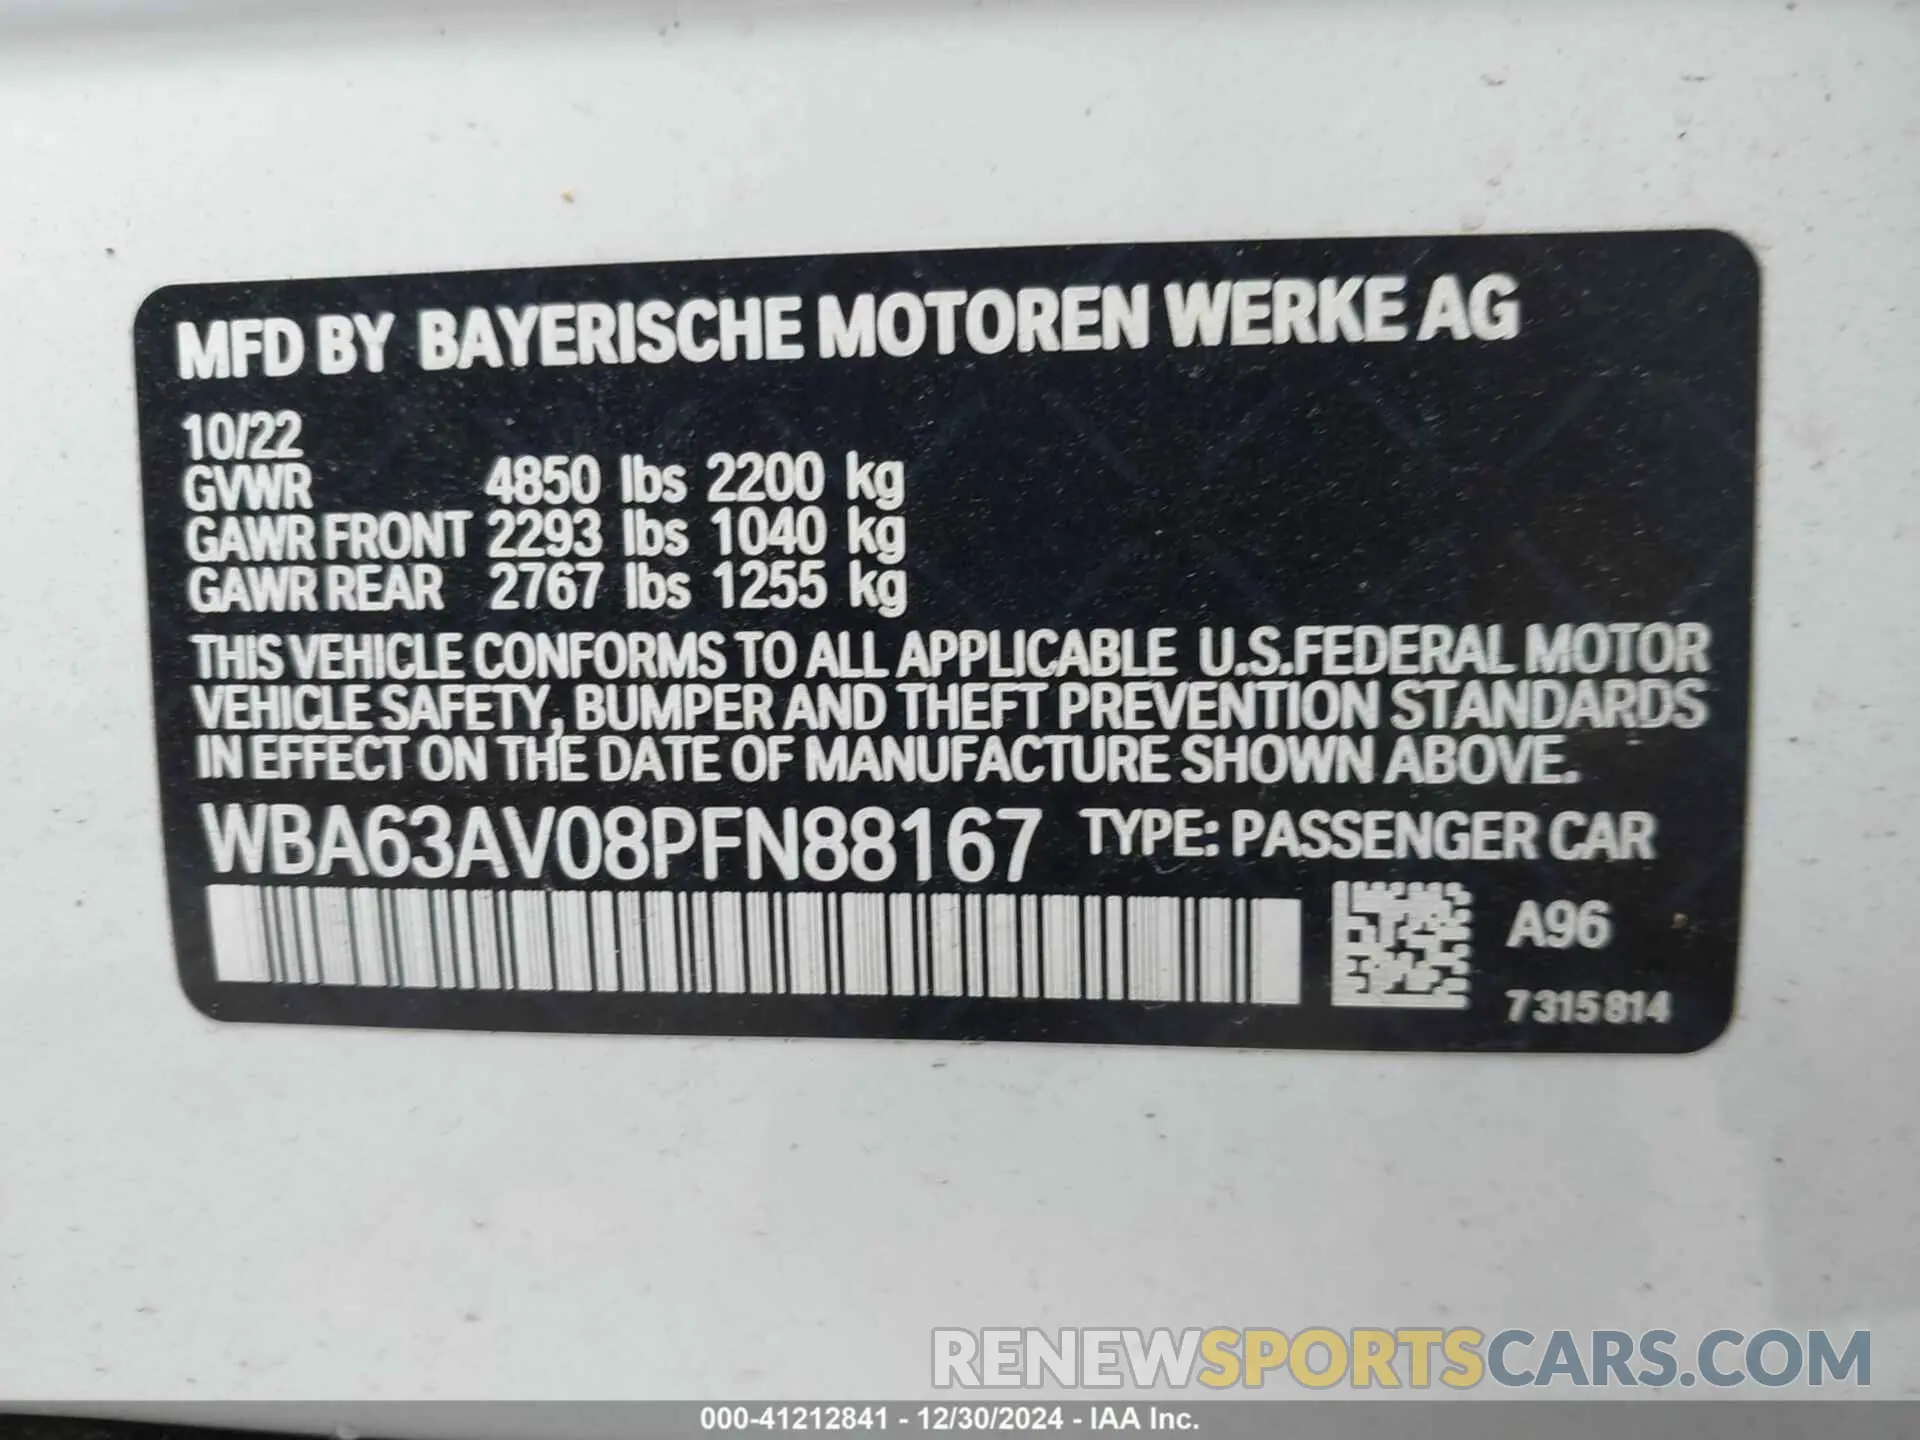 MFD BY BAYERISCHE MOTOREN WERKE AG
10/22
GVWR 4850 lbs 2200 kg
GAWR FRONT 2293 lbs 1040 kg
GAWR REAR 2767 lbs 1255 kg
THIS VEHICLE CONFORMS TO ALL APPLICABLE U.S.FEDERAL MOTOR
VEHICLE SAFETY, BUMPER AND THEFT PREVENTION STANDARDS
IN EFFECT ON THE DATE OF MANUFACTURE SHOWN ABOVE.
WBA63AV08PFN88167 TYPE: PASSENGER CAR
A96
7315814
RENEWSPORTSCARS.COM
000-41212841 - 12/30/2024 - IAA Inc.